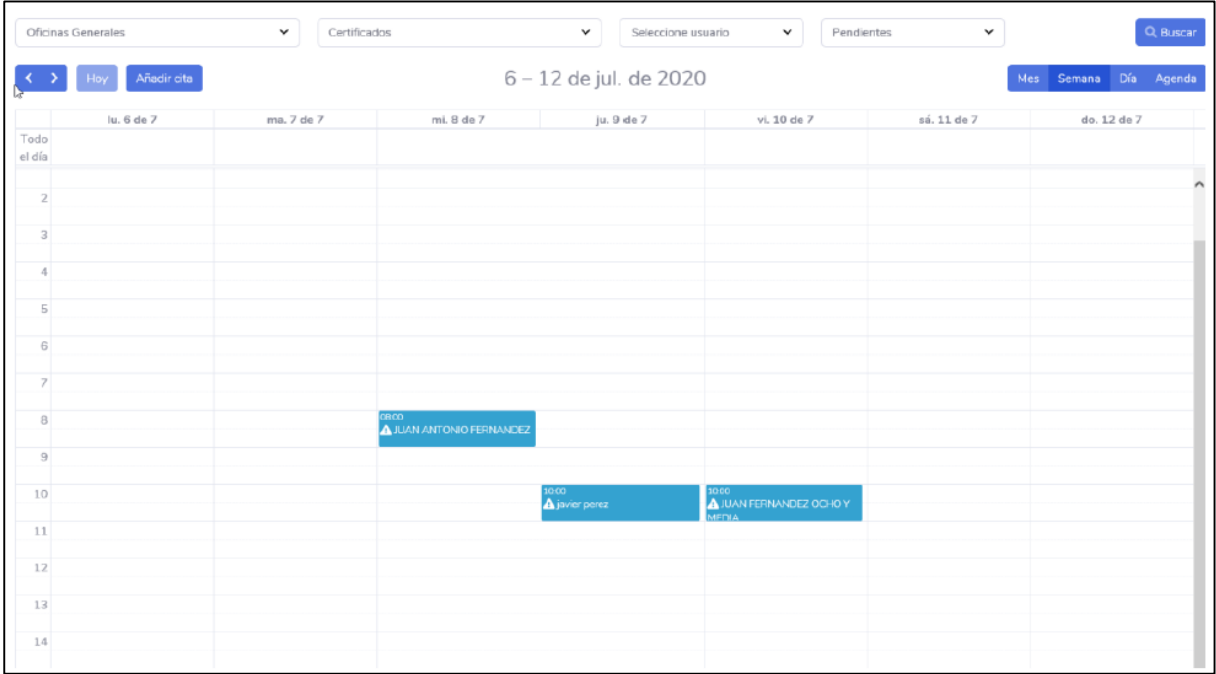 Oficinas Generales Certificados Seleccione usuario Pendientes Buscar
Hoy Añadir cita 6 – 12 de jul. de 2020 Mes Semana Día Agenda
lu. 6 de 7 ma. 7 de 7 mi. 8 de 7 ju. 9 de 7 vi. 10 de 7 sá. 11 de 7 do. 12 de 7
Todo
el día
2
3
4
5
6
7
8 08:00
JUAN ANTONIO FERNANDEZ
9
10 10:00 10:00
javier perez JUAN FERNANDEZ OCHO Y
MEDIA
11
12
13
14